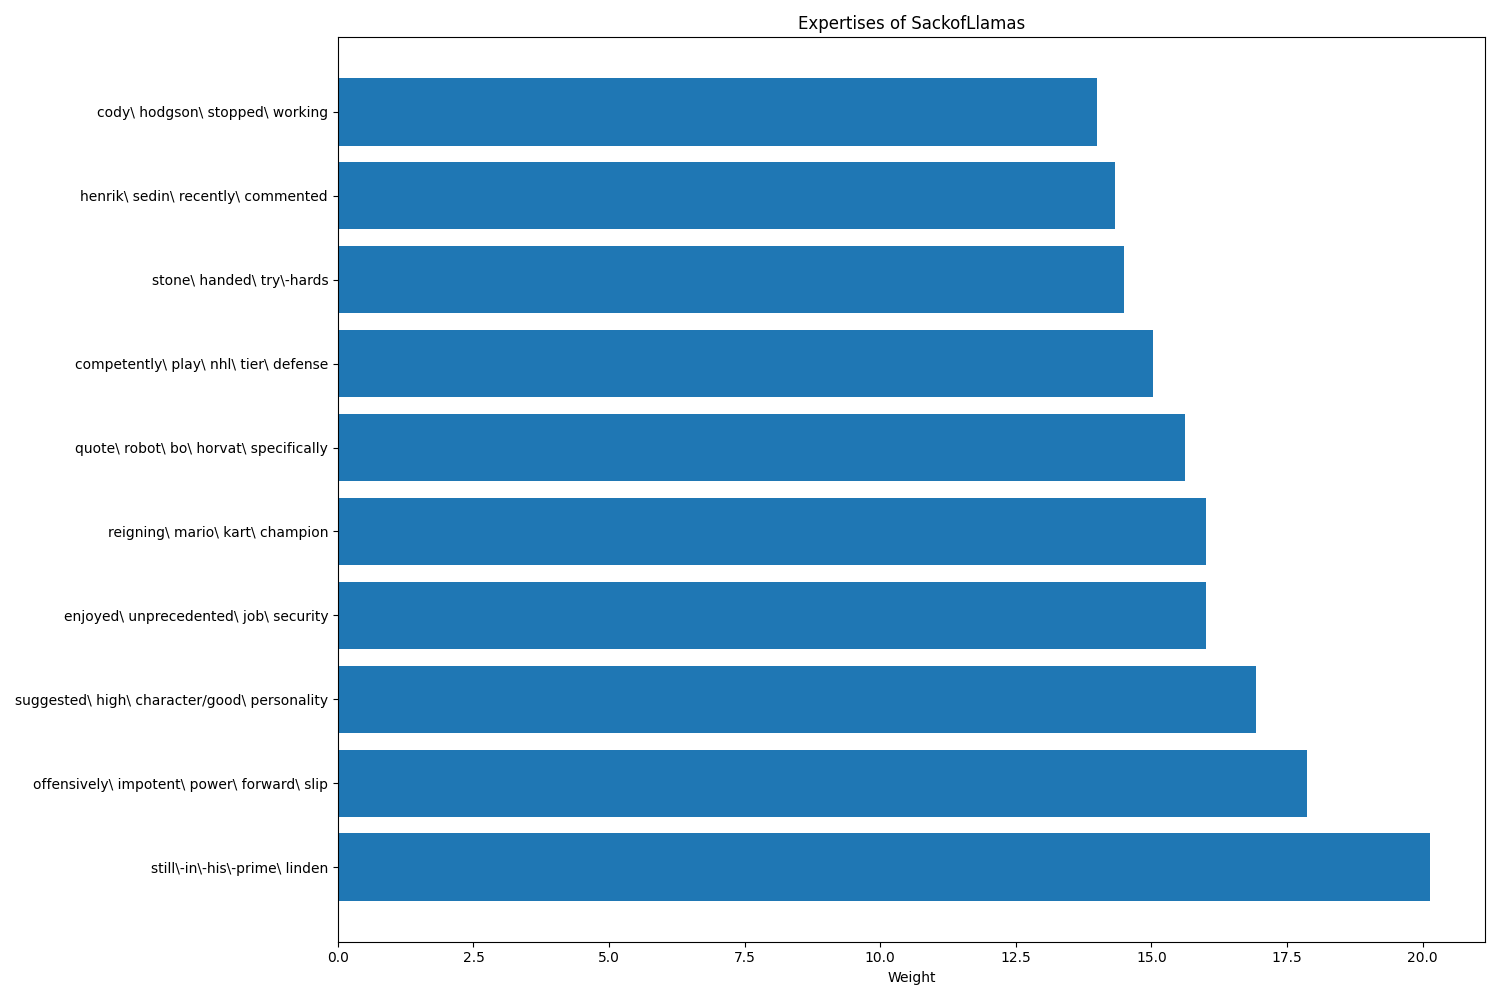 Expertises of SackofLlamas
cody\ hodgson\ stopped\ working
henrik\ sedin\ recently\ commented
stone\ handed\ try\-hards
competently\ play\ nhl\ tier\ defense
quote\ robot\ bo\ horvat\ specifically
reigning\ mario\ kart\ champion
enjoyed\ unprecedented\ job\ security
suggested\ high\ character/good\ personality
offensively\ impotent\ power\ forward\ slip
still\-in\-his\-prime\ linden
0.0 2.5 5.0 7.5 10.0 12.5 15.0 17.5 20.0
Weight